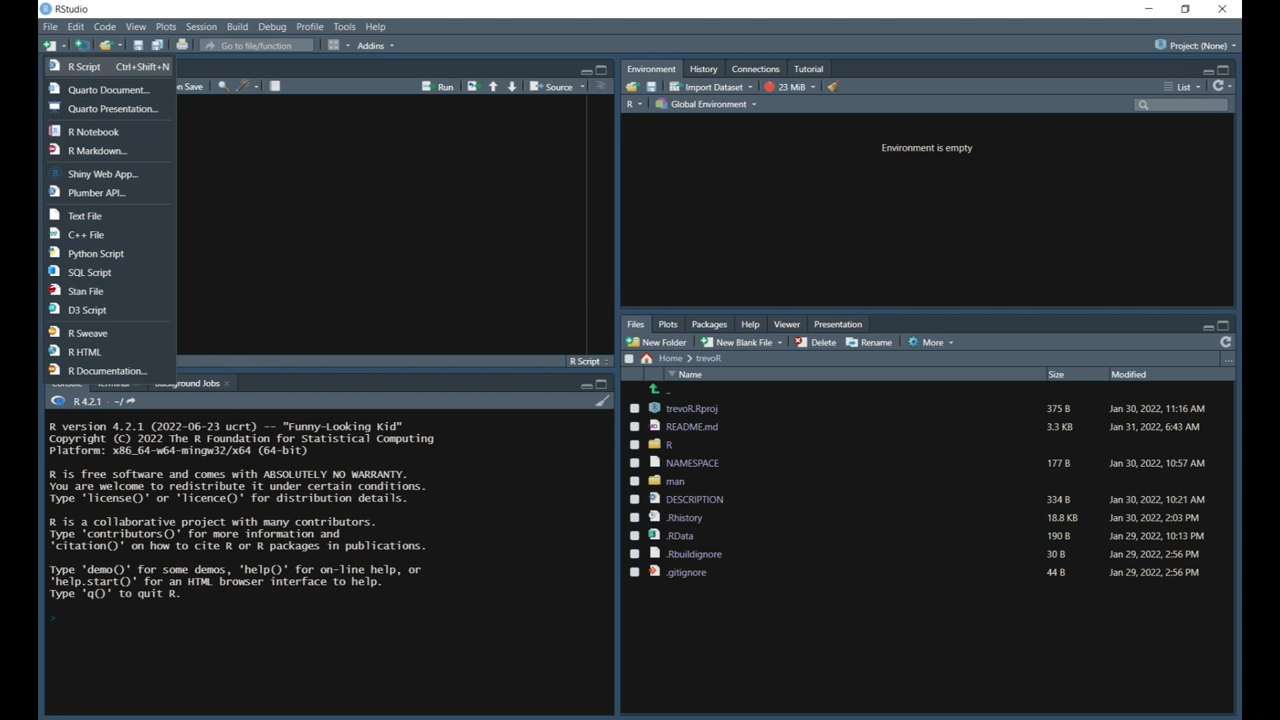 RStudio
File Edit Code View Plots Session Build Debug Profile Tools Help
Go to file/function Addins Project: (None)
R Script Ctrl+Shift+N
Quarto Document...
Quarto Presentation...
R Notebook
R Markdown...
Shiny Web App...
Plumber API...
Text File
C++ File
Python Script
SQL Script
Stan File
D3 Script
R Sweave
R HTML
R Documentation...
on Save Run Source
R Script
Console Terminal Background Jobs
R 4.2.1 · ~/
R version 4.2.1 (2022-06-23 ucrt) -- "Funny-Looking Kid"
Copyright (C) 2022 The R Foundation for Statistical Computing
Platform: x86_64-w64-mingw32/x64 (64-bit)
R is free software and comes with ABSOLUTELY NO WARRANTY.
You are welcome to redistribute it under certain conditions.
Type 'license()' or 'licence()' for distribution details.
R is a collaborative project with many contributors.
Type 'contributors()' for more information and
'citation()' on how to cite R or R packages in publications.
Type 'demo()' for some demos, 'help()' for on-line help, or
'help.start()' for an HTML browser interface to help.
Type 'q()' to quit R.
>
Environment History Connections Tutorial
Import Dataset 23 MiB List
R Global Environment
Environment is empty
Files Plots Packages Help Viewer Presentation
New Folder New Blank File Delete Rename More
Home trevoR ...
Name Size Modified
..
trevoR.Rproj 375 B Jan 30, 2022, 11:16 AM
README.md 3.3 KB Jan 31, 2022, 6:43 AM
R
NAMESPACE 177 B Jan 30, 2022, 10:57 AM
man
DESCRIPTION 334 B Jan 30, 2022, 10:21 AM
.Rhistory 18.8 KB Jan 30, 2022, 2:03 PM
.RData 190 B Jan 29, 2022, 10:13 PM
.Rbuildignore 30 B Jan 29, 2022, 2:56 PM
.gitignore 44 B Jan 29, 2022, 2:56 PM